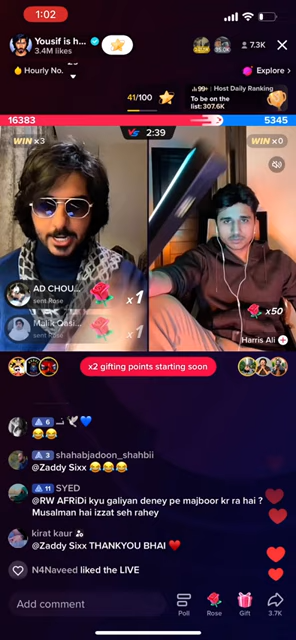 1:02
Yousif is h...
3.4M likes
7.3K
Hourly No.
Explore >
41/100
99+ Host Daily Ranking
To be on the
list: 307.6K
16383
5345
WIN x3
VS 2:39
WIN x0
AD CHOU...
sent Rose
x1
Malik Qasi...
sent Rose
x1
x50
Harris Ali
x2 gifting points starting soon
6
😂😂
3 shahabjadoon_shahbii
@Zaddy Sixx 😂😂😂
11 SYED
@RW AFRiDi kyu galiyan deney pe majboor kr ra hai ?
Musalman hai izzat seh rahey
kirat kaur
@Zaddy Sixx THANKYOU BHAI ❤️
N4Naveed liked the LIVE
Add comment
Poll
Rose
Gift
3.7K